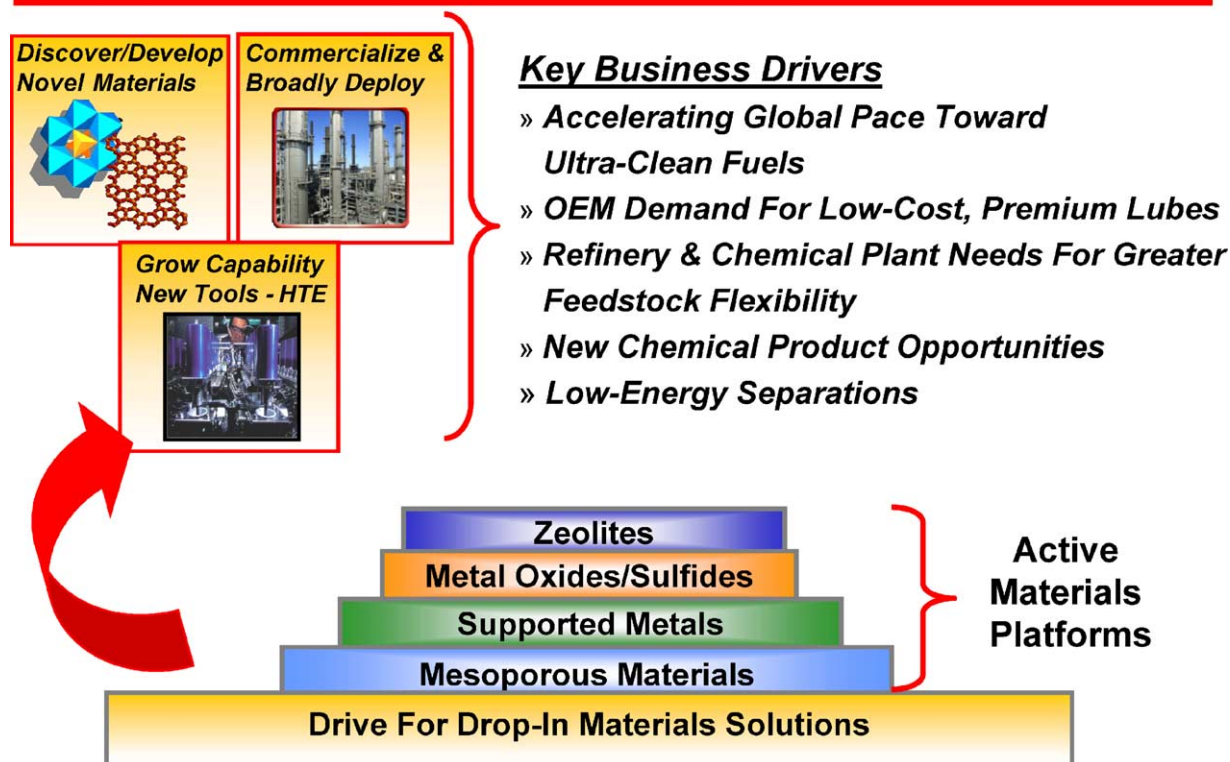 Discover/Develop
Novel Materials
Commercialize &
Broadly Deploy
Grow Capability
New Tools - HTE
Key Business Drivers
» Accelerating Global Pace Toward
Ultra-Clean Fuels
» OEM Demand For Low-Cost, Premium Lubes
» Refinery & Chemical Plant Needs For Greater
Feedstock Flexibility
» New Chemical Product Opportunities
» Low-Energy Separations
Zeolites
Metal Oxides/Sulfides
Supported Metals
Mesoporous Materials
Drive For Drop-In Materials Solutions
Active
Materials
Platforms